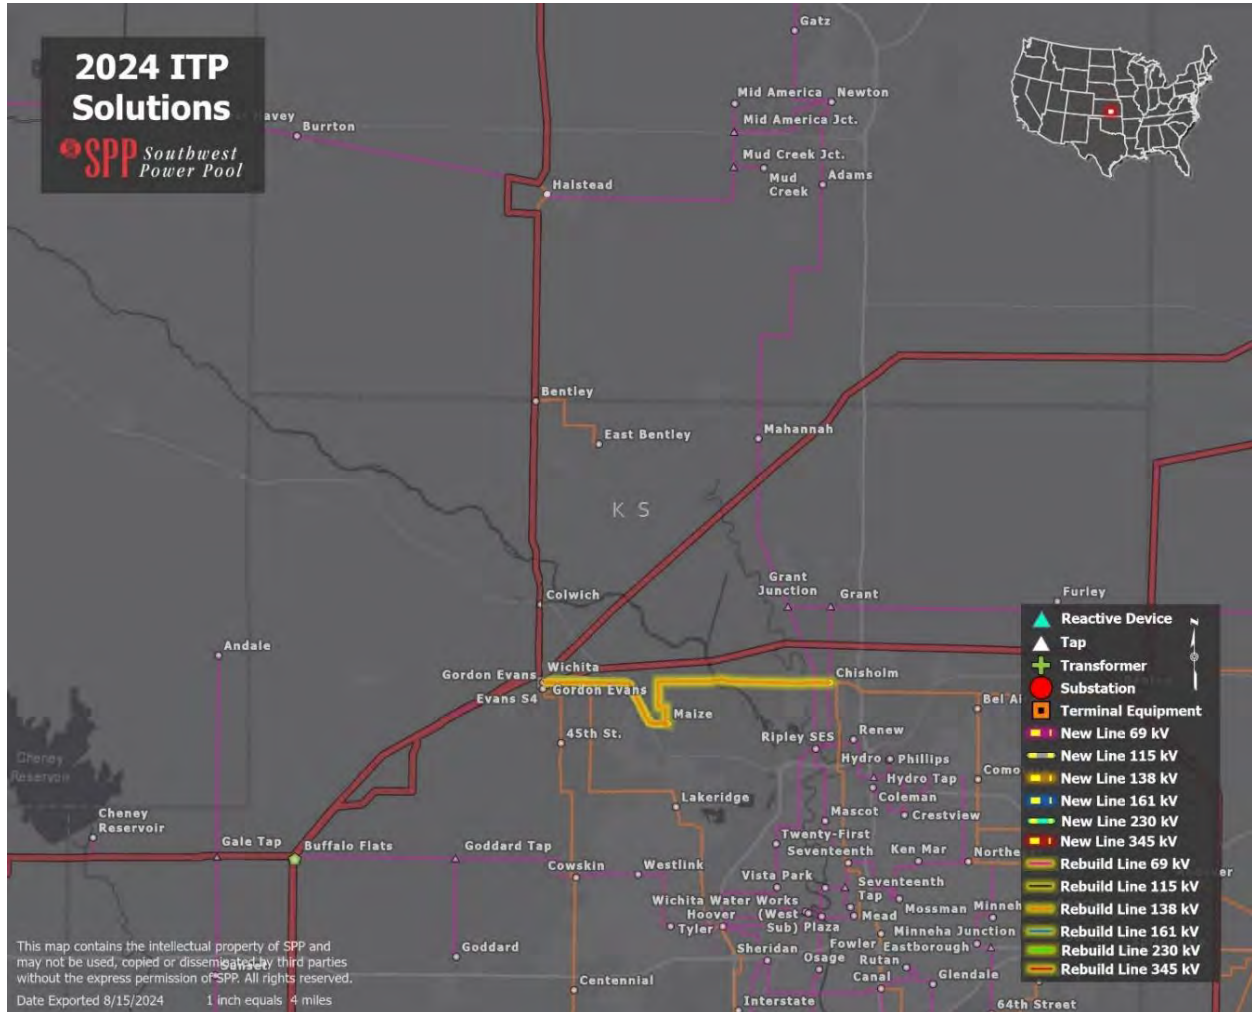 2024 ITP
Solutions
SPP Southwest
Power Pool
Gatz
Mid America
Newton
Mid America Jct.
Burrton
Mud Creek Jct.
Mud
Creek
Adams
Halstead
Bentley
East Bentley
Mahannah
K S
Grant
Junction
Grant
Furley
Colwich
Andale
Gordon Evans
Wichita
Evans S4
Gordon Evans
Chisholm
Maize
45th St.
Ripley SES
Renew
Hydro
Phillips
Hydro Tap
Coleman
Lakeridge
Mascot
Crestview
Cheney
Reservoir
Cheney
Reservoir
Gale Tap
Buffalo Flats
Goddard Tap
Twenty-First
Seventeenth
Ken Mar
Cowskin
Westlink
Vista Park
Seventeenth
Tap
Wichita Water Works
Hoover
(West
Sub)
Plaza
Mead
Mossman
Tyler
Minneha Junction
Fowler
Eastborough
Sheridan
Osage
Rutan
Canal
Glendale
Goddard
Sunset
Centennial
Interstate
64th Street
Reactive Device
Tap
Transformer
Substation
Terminal Equipment
New Line 69 kV
New Line 115 kV
New Line 138 kV
New Line 161 kV
New Line 230 kV
New Line 345 kV
Rebuild Line 69 kV
Rebuild Line 115 kV
Rebuild Line 138 kV
Rebuild Line 161 kV
Rebuild Line 230 kV
Rebuild Line 345 kV
N
This map contains the intellectual property of SPP and
may not be used, copied or disseminated by third parties
without the express permission of SPP. All rights reserved.
Date Exported 8/15/2024 1 inch equals 4 miles